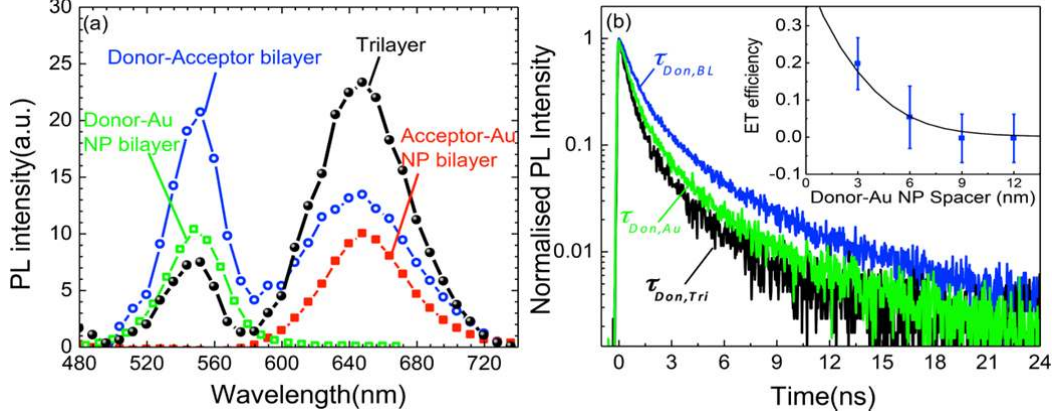 (a)
30
25
20
15
10
5
0
PL intensity(a.u.)
Donor-Acceptor bilayer
Donor-Au
NP bilayer
Trilayer
Acceptor-Au
NP bilayer
480 520 560 600 640 680 720
Wavelength(nm)
(b)
1
0.1
0.01
Normalised PL Intensity
τDon,BL
τDon,Au
τDon,Tri
0.3
0.2
0.1
0.0
-0.1
ET efficiency
3 6 9 12
Donor-Au NP Spacer (nm)
0 3 6 9 12 15 18 21 24
Time(ns)